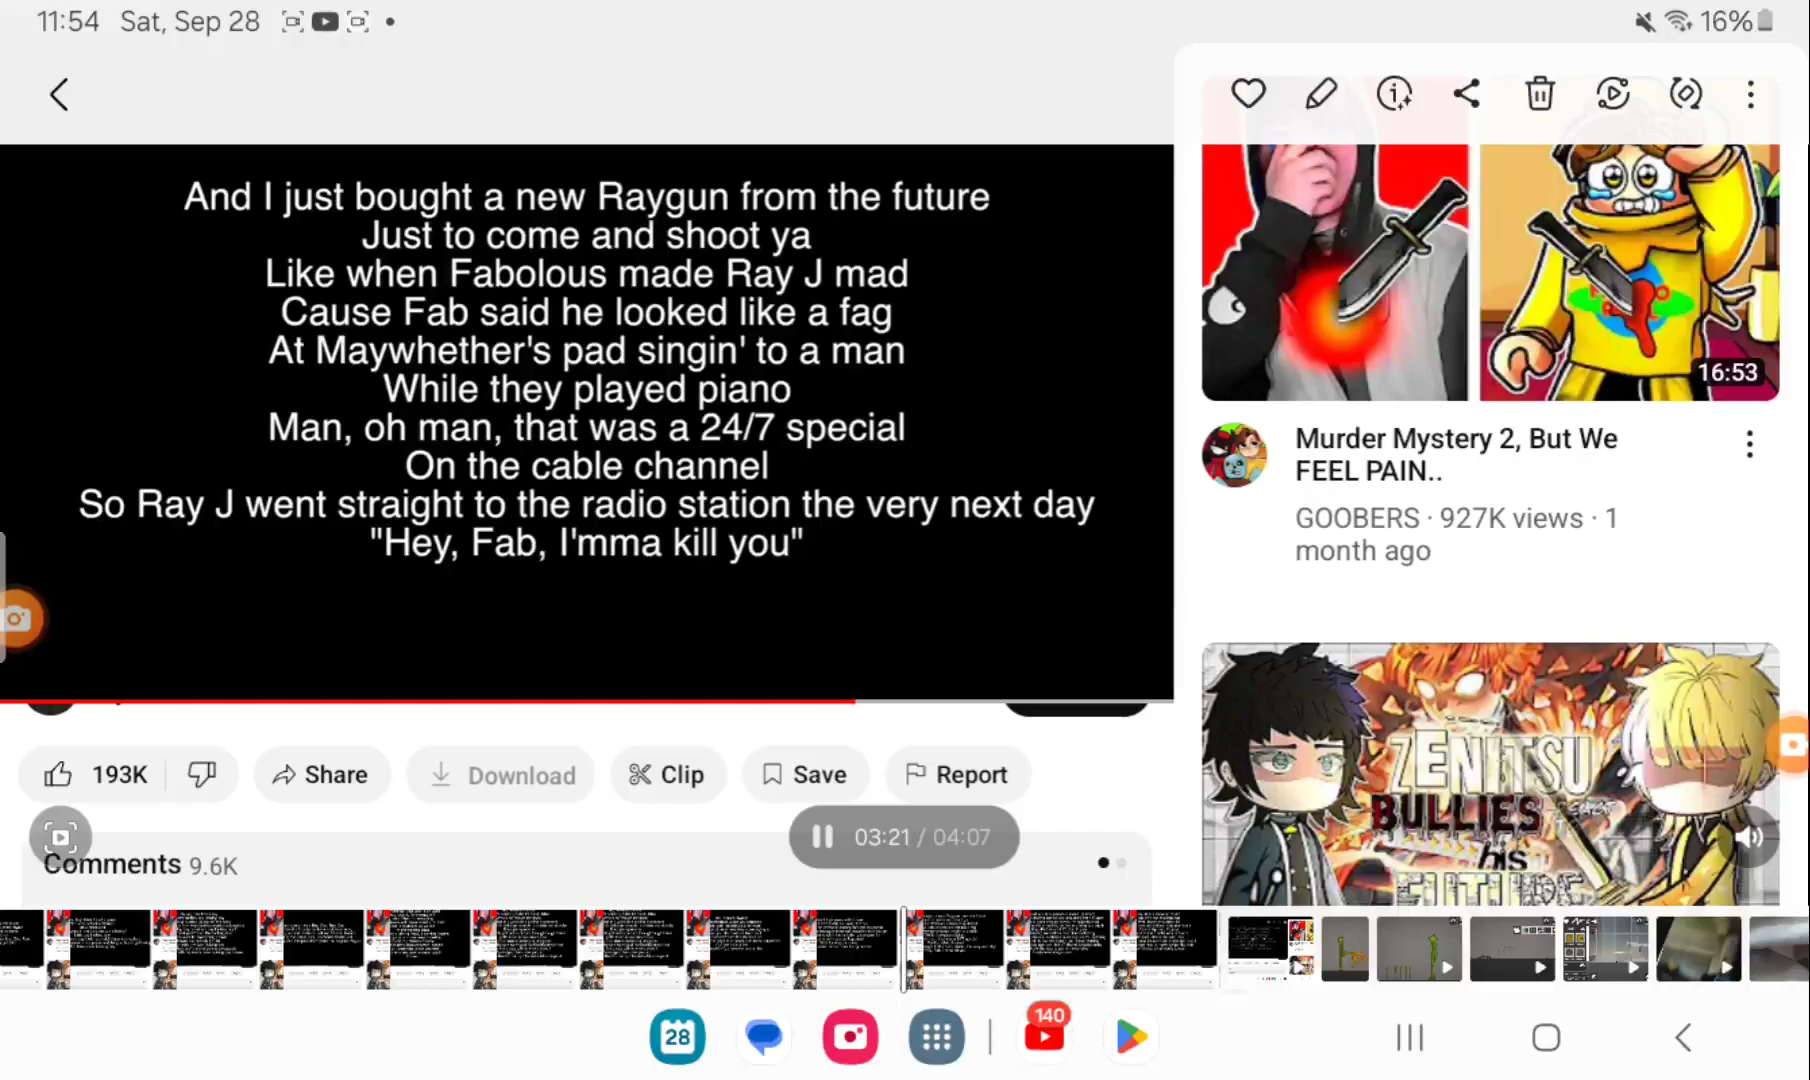 11:54 Sat, Sep 28
16%
And I just bought a new Raygun from the future
Just to come and shoot ya
Like when Fabolous made Ray J mad
Cause Fab said he looked like a fag
At Maywhether's pad singin' to a man
While they played piano
Man, oh man, that was a 24/7 special
On the cable channel
So Ray J went straight to the radio station the very next day
"Hey, Fab, I'mma kill you"
16:53
Murder Mystery 2, But We
FEEL PAIN..
GOOBERS · 927K views · 1
month ago
193K
Share
Download
Clip
Save
Report
03:21 / 04:07
Comments 9.6K
ZENITSU
BULLIES
his
FUTURE
28
140